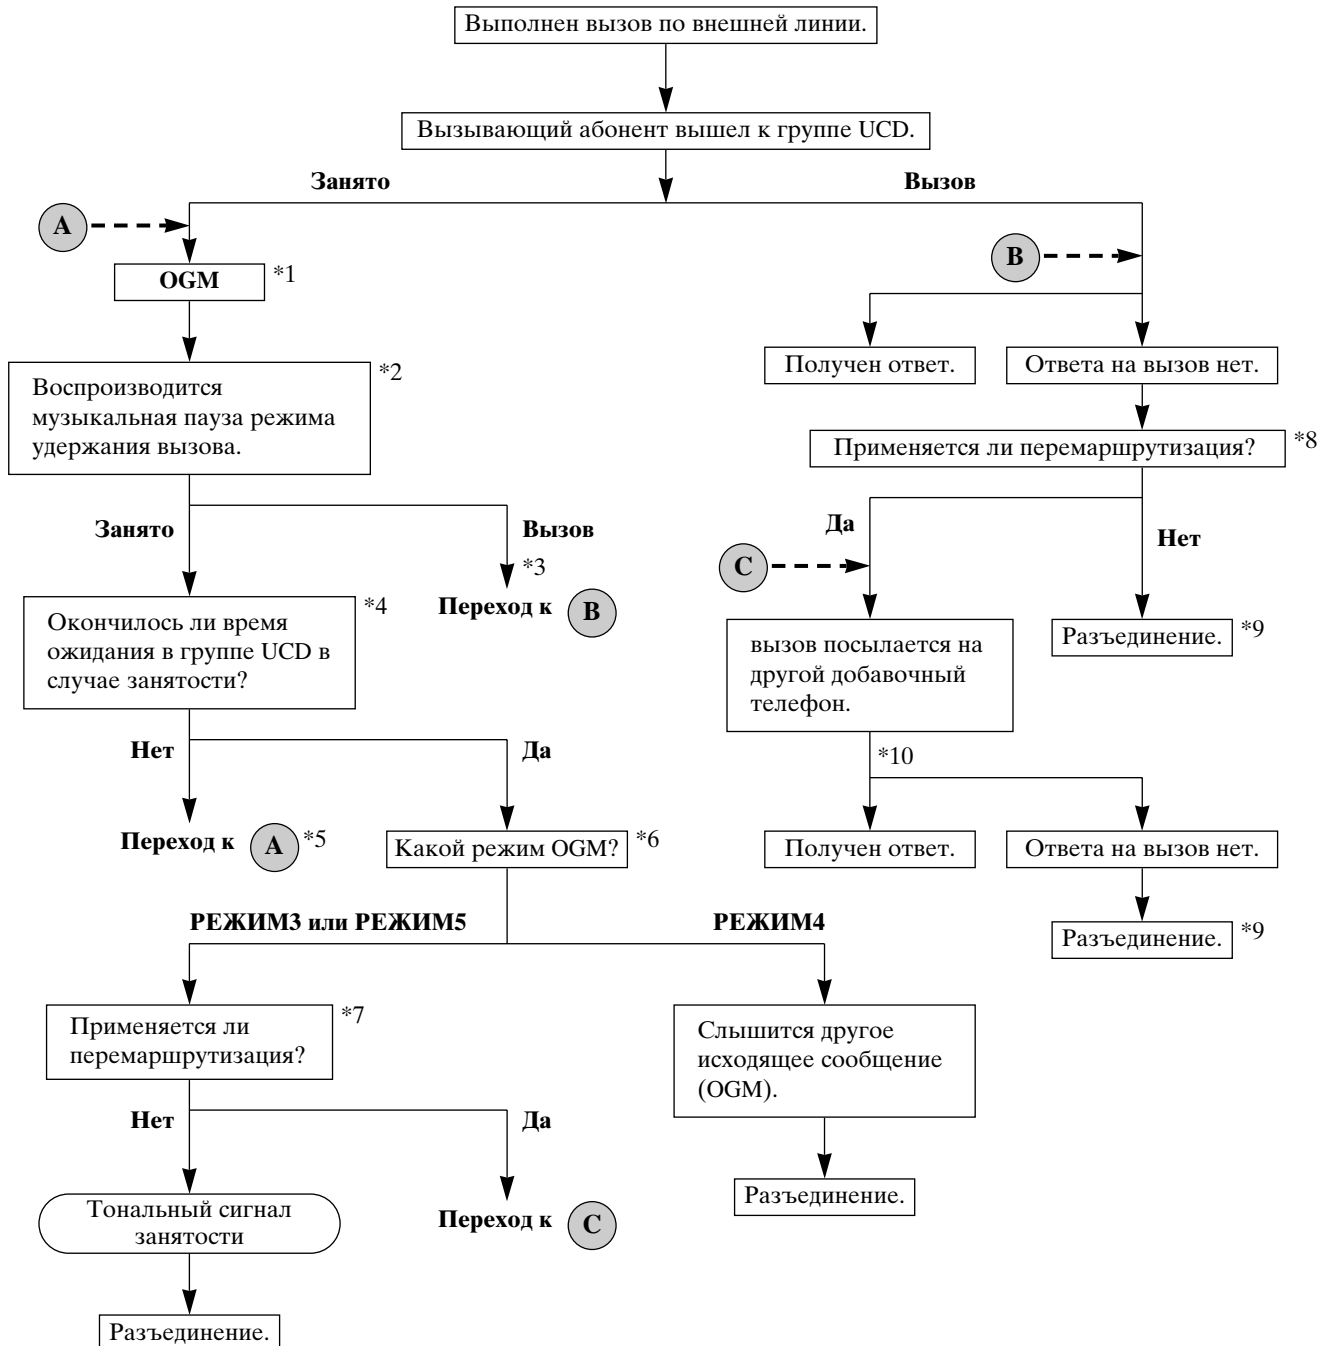 Выполнен вызов по внешней линии.
Вызывающий абонент вышел к группе UCD.
Занято
Вызов
A
B
OGM
*1
Получен ответ.
Ответа на вызов нет.
*2
Воспроизводится
музыкальная пауза режима
удержания вызова.
Применяется ли перемаршрутизация?
*8
Занято
Вызов
Да
Нет
*3
C
Переход к B
*4
Окончилось ли время
ожидания в группе UCD в
случае занятости?
вызов посылается на
другой добавочный
телефон.
Разъединение.
*9
Нет
Да
*10
Переход к A
*5
Какой режим OGM?
*6
Получен ответ.
Ответа на вызов нет.
РЕЖИМ3 или РЕЖИМ5
РЕЖИМ4
Разъединение.
*9
*7
Применяется ли
перемаршрутизация?
Слышится другое
исходящее сообщение
(OGM).
Нет
Да
Разъединение.
Тональный сигнал
занятости
Переход к C
Разъединение.